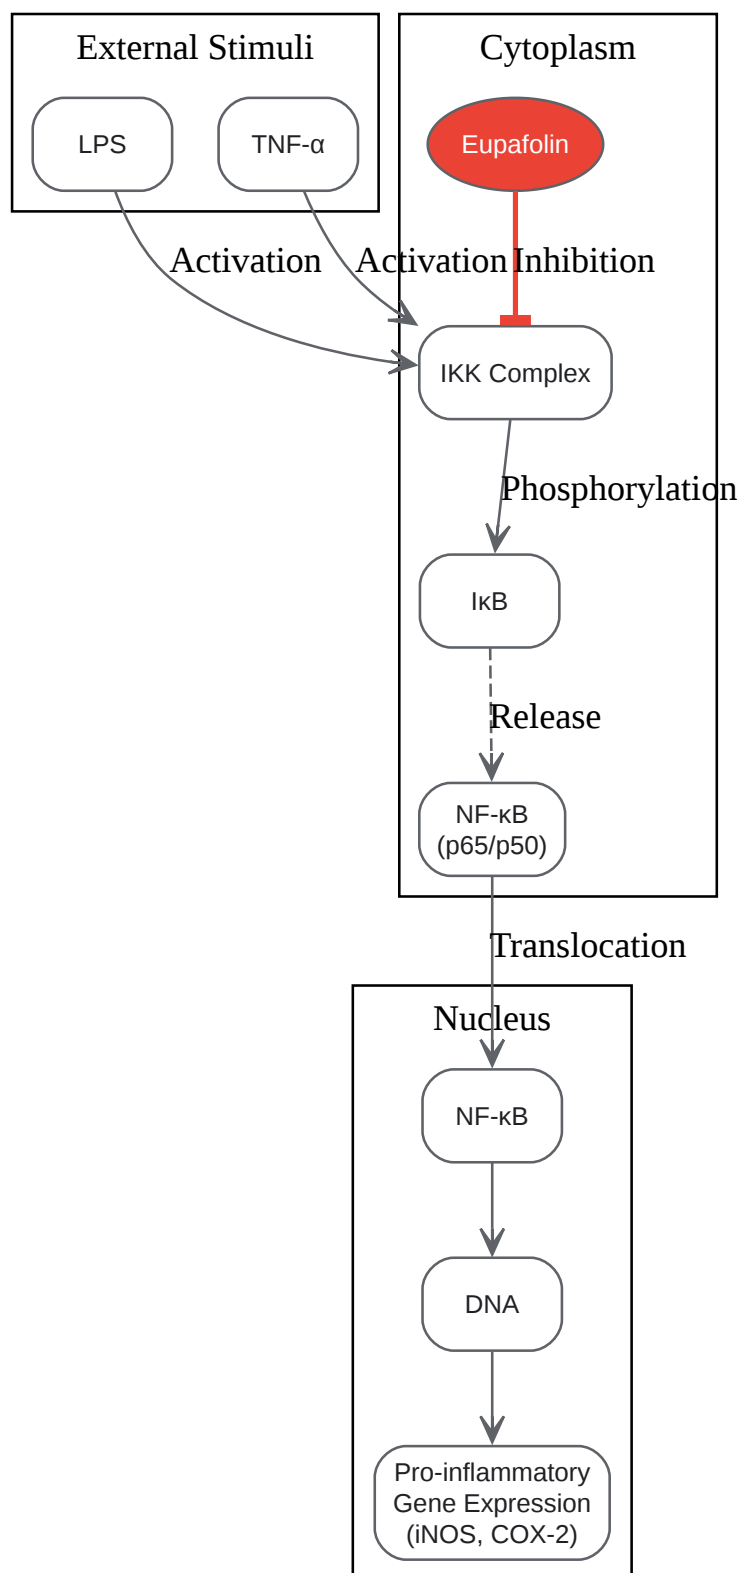 External Stimuli
Cytoplasm
LPS
TNF-α
Eupafolin
Activation
Activation
Inhibition
IKK Complex
Phosphorylation
IκB
Release
NF-κB
(p65/p50)
Translocation
Nucleus
NF-κB
DNA
Pro-inflammatory
Gene Expression
(iNOS, COX-2)